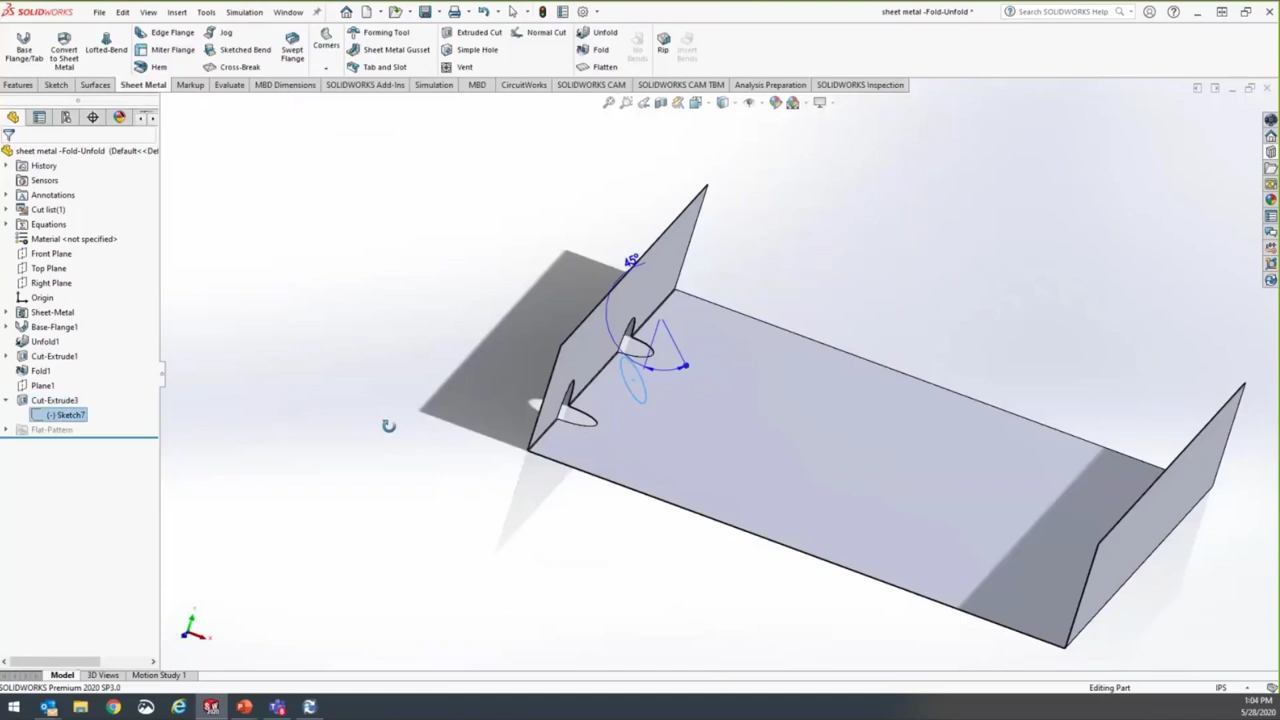 SOLIDWORKS File Edit View Insert Tools Simulation Window sheet metal -Fold-Unfold * Search SOLIDWORKS Help
Base Flange/Tab
Convert to Sheet Metal
Lofted-Bend
Edge Flange
Miter Flange
Hem
Jog
Sketched Bend
Cross-Break
Swept Flange
Corners
Forming Tool
Sheet Metal Gusset
Tab and Slot
Extruded Cut
Simple Hole
Vent
Normal Cut
Unfold
Fold
Flatten
No Bends
Rip
Insert Bends
Features Sketch Surfaces Sheet Metal Markup Evaluate MBD Dimensions SOLIDWORKS Add-Ins Simulation MBD CircuitWorks SOLIDWORKS CAM SOLIDWORKS CAM TBM Analysis Preparation SOLIDWORKS Inspection
sheet metal -Fold-Unfold (Default<<De
History
Sensors
Annotations
Cut list(1)
Equations
Material <not specified>
Front Plane
Top Plane
Right Plane
Origin
Sheet-Metal
Base-Flange1
Unfold1
Cut-Extrude1
Fold1
Plane1
Cut-Extrude3
(-) Sketch7
Flat-Pattern
45°
Model 3D Views Motion Study 1
SOLIDWORKS Premium 2020 SP3.0 Editing Part IPS
1:04 PM
5/28/2020